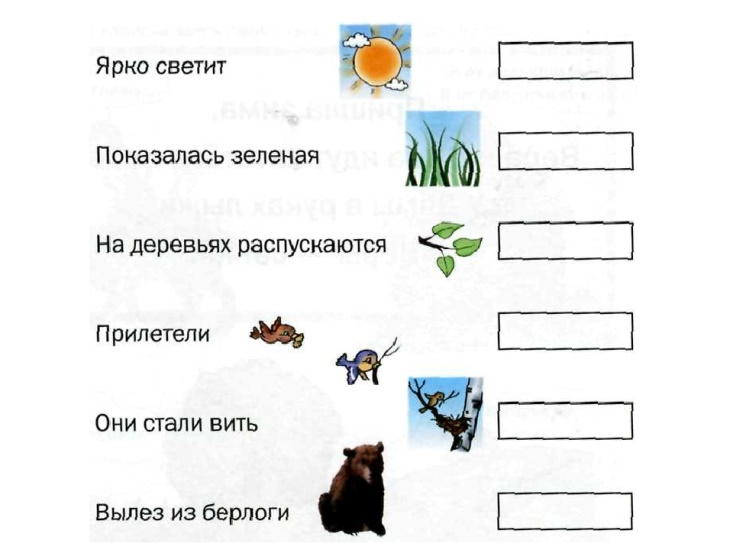 Ярко светит
Показалась зеленая
На деревьях распускаются
Прилетели
Они стали вить
Вылез из берлоги